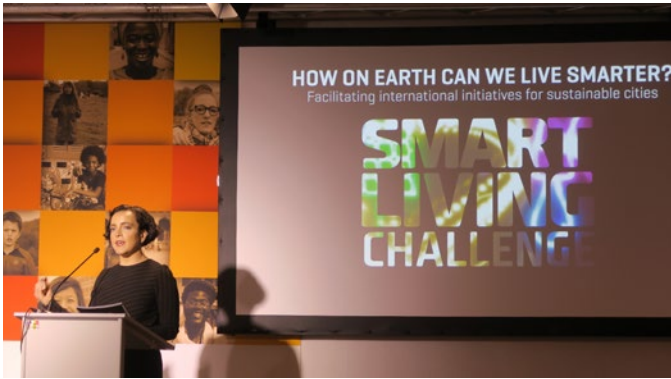 HOW ON EARTH CAN WE LIVE SMARTER?
Facilitating international initiatives for sustainable cities
SMART
LIVING
CHALLENGE